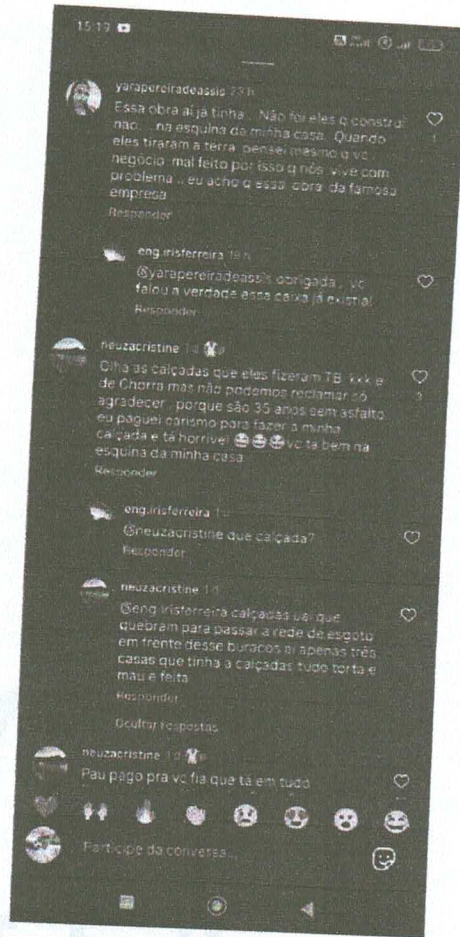 15:19
yarapereiradeassis 23 h
Essa obra aí já tinha.. Não foi eles q construi
nao... na esquina da minha casa. Quando
eles tiraram a terra pensei mesmo q vc
negócio mal feito por isso q nós vive com
problema.. eu acho q essa obra da famosa
empresa
Responder
1
eng.irisferreira 19 h
@yarapereiradeassis obrigada, vc
falou a verdade essa caixa já existia!
Responder
neuzacristine 1 d
Olha as calçadas que eles fizeram TB kkk e
de Chorra mas não podemos reclamar só
agradecer, porque são 35 anos sem asfalto
eu paguei carismo para fazer a minha
calçada e tá horrível 😂😂😂 vc ta bem na
esquina da minha casa
3
Responder
eng.irisferreira 1 d
@neuzacristine que calçada?
Responder
neuzacristine 1 d
@eng.irisferreira calçadas uai que
quebram para passar a rede de esgoto
em frente desse buracos ai apenas três
casas que tinha a calçadas tudo torta e
mau e feita
Responder
Ocultar respostas
neuzacristine 1 d
Pau pago pra vc fia que tá em tudo
Participe da conversa...